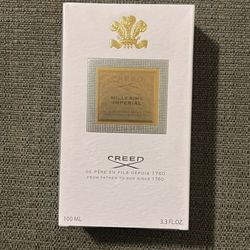 CREED
MILLESIME
IMPERIAL
CREED
DE PÈRE EN FILS DEPUIS 1760
FROM FATHER TO SON SINCE 1760
100 ML
3.3 FL.OZ.